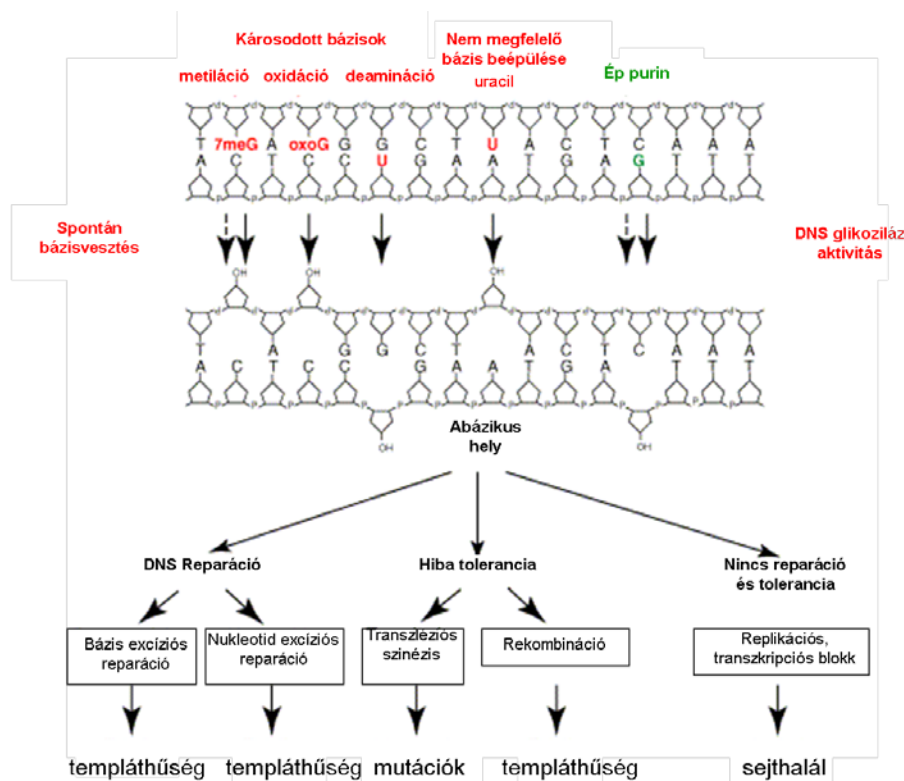 Károsodott bázisok
Nem megfelelő
bázis beépülése
uracil
metiláció oxidáció deamináció
Ép purin
T 7meG A oxoG G G C T U A C T C A A A
A C T C C U G A A T G A G T T T
Spontán
bázisvesztés
DNS glikoziláz
aktivitás
OH OH OH
T A G G C T A C T C A A A
A C T C C G A A T G A T T T
OH OH
Abázikus
hely
DNS Reparáció
Hiba tolerancia
Nincs reparáció
és tolerancia
Bázis excíziós
reparáció
Nukleotid excíziós
reparáció
Transzléziós
szinézis
Rekombináció
Replikációs,
transzkripciós blokk
templáthűség templáthűség mutációk templáthűség sejthalál